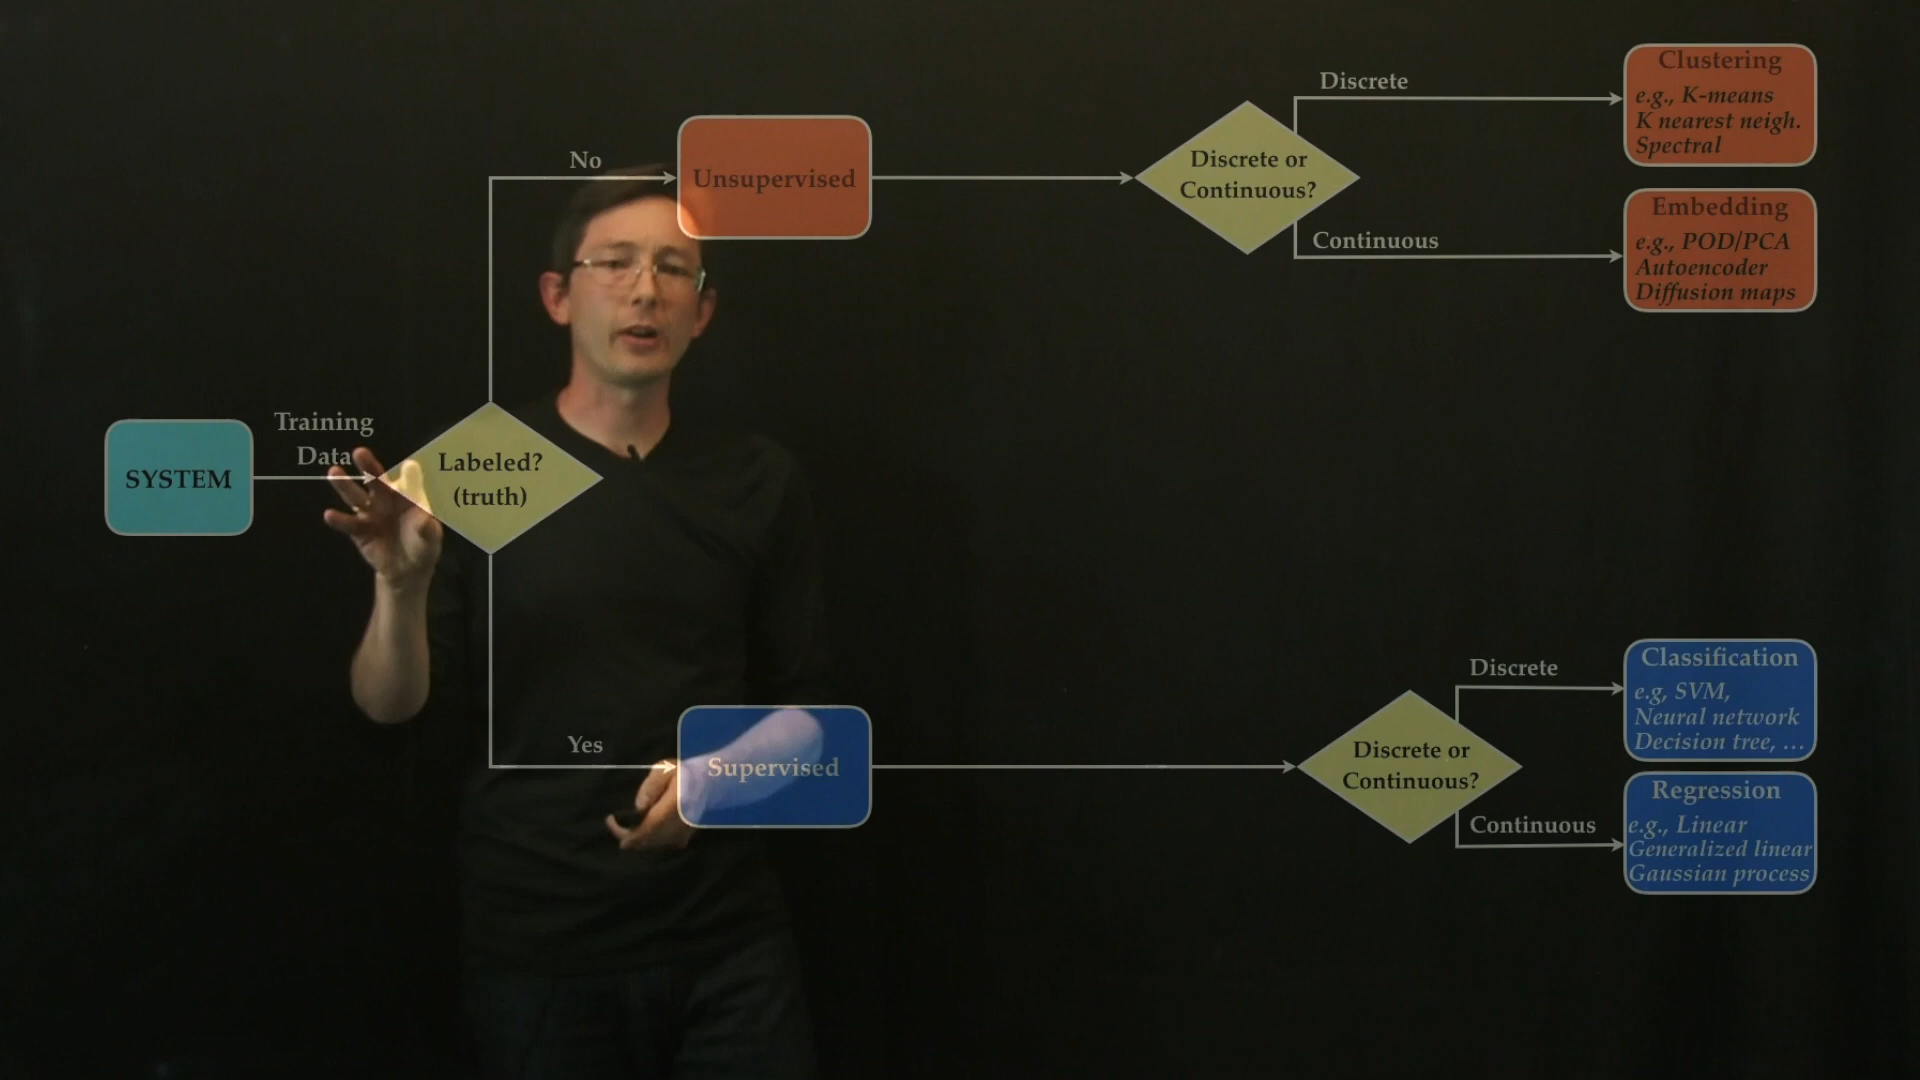 SYSTEM
Training
Data
Labeled?
(truth)
No
Unsupervised
Discrete or
Continuous?
Discrete
Clustering
e.g., K-means
K nearest neigh.
Spectral
Continuous
Embedding
e.g., POD/PCA
Autoencoder
Diffusion maps
Yes
Supervised
Discrete or
Continuous?
Discrete
Classification
e.g, SVM,
Neural network
Decision tree, ...
Continuous
Regression
e.g., Linear
Generalized linear
Gaussian process